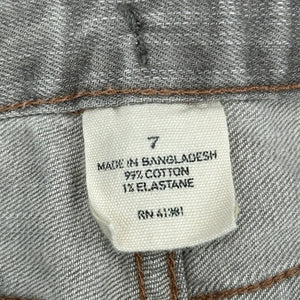 7
MADE IN BANGLADESH
99% COTTON
1% ELASTANE
RN 41381